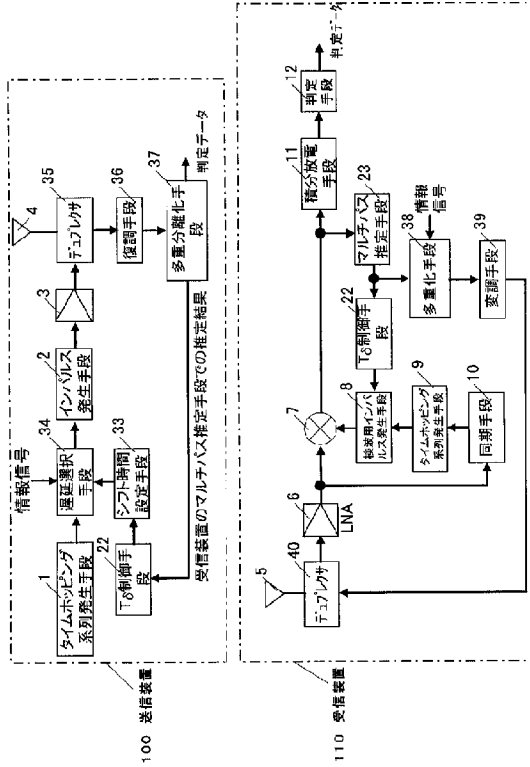 100 送信装置
情報信号
1
タイムホッピング
系列発生手段
34
遅延選択
手段
2
インパルス
発生手段
3
4
35
デュプレクサ
36
復調手段
37
多重分離化手
段
判定データ
33
シフト時間
設定手段
22
Tδ制御手
段
受信装置のマルチパス推定手段での推定結果
110 受信装置
5
40
デュプレクサ
6
LNA
7
8
検波用インパ
ルス発生手段
9
タイムホッピング
系列発生手段
10
同期手段
11
積分放電
手段
12
判定
手段
判定データ
23
マルチパス
推定手段
22
Tδ制御手
段
38
多重化手段
情報
信号
39
変調手段